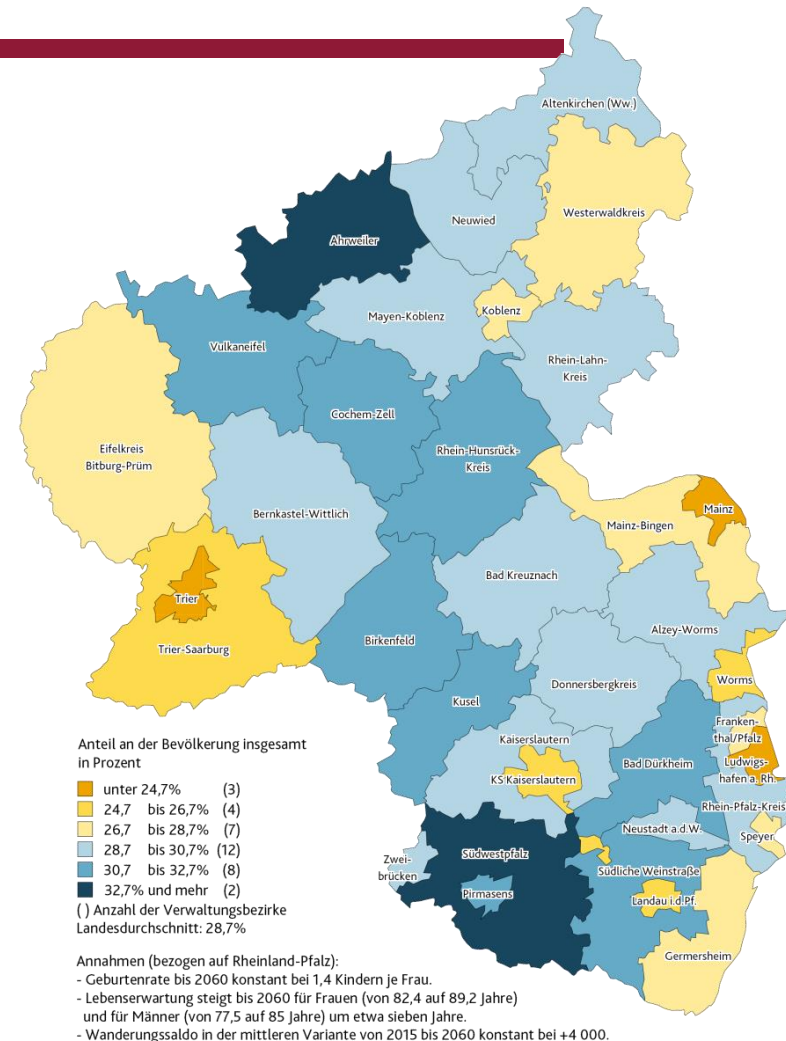 Altenkirchen (Ww.)
Neuwied
Westerwaldkreis
Ahrweiler
Mayen-Koblenz
Koblenz
Vulkaneifel
Rhein-Lahn-
Kreis
Cochem-Zell
Eifelkreis
Bitburg-Prüm
Rhein-Hunsrück-
Kreis
Bernkastel-Wittlich
Mainz
Mainz-Bingen
Bad Kreuznach
Trier
Alzey-Worms
Birkenfeld
Trier-Saarburg
Donnersbergkreis
Worms
Kusel
Franken-
thal/Pfalz
Kaiserslautern
Bad Dürkheim
Ludwigs-
hafen a. Rh.
KS Kaiserslautern
Rhein-Pfalz-Kreis
Neustadt a.d.W.
Speyer
Zwei-
brücken
Südwestpfalz
Südliche Weinstraße
Pirmasens
Landau i.d.Pf.
Germersheim
Anteil an der Bevölkerung insgesamt
in Prozent
unter 24,7% (3)
24,7 bis 26,7% (4)
26,7 bis 28,7% (7)
28,7 bis 30,7% (12)
30,7 bis 32,7% (8)
32,7% und mehr (2)
( ) Anzahl der Verwaltungsbezirke
Landesdurchschnitt: 28,7%
Annahmen (bezogen auf Rheinland-Pfalz):
- Geburtenrate bis 2060 konstant bei 1,4 Kindern je Frau.
- Lebenserwartung steigt bis 2060 für Frauen (von 82,4 auf 89,2 Jahre)
und für Männer (von 77,5 auf 85 Jahre) um etwa sieben Jahre.
- Wanderungssaldo in der mittleren Variante von 2015 bis 2060 konstant bei +4 000.